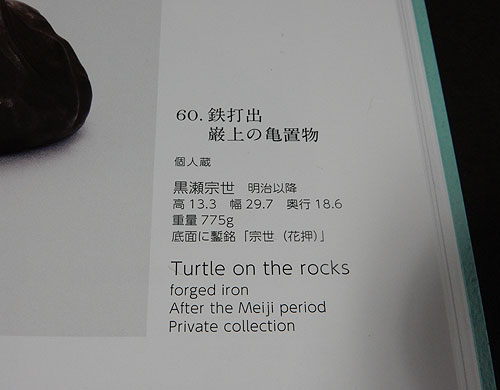 60. 鉄打出
巌上の亀置物
個人蔵
黒瀬宗世　明治以降
高 13.3　幅 29.7　奥行 18.6
重量 775g
底面に鏨銘「宗世（花押）」
Turtle on the rocks
forged iron
After the Meiji period
Private collection